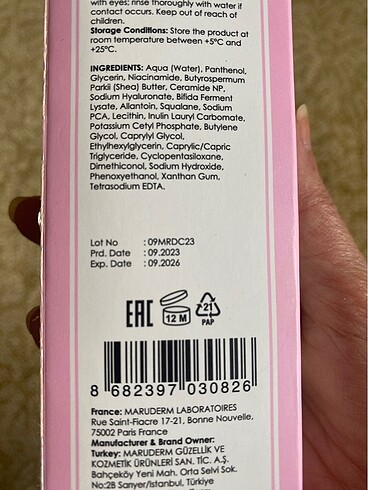 with eyes; rinse thoroughly with water if
contact occurs. Keep out of reach of
children.
Storage Conditions: Store the product at
room temperature between +5°C and
+25°C.
INGREDIENTS: Aqua (Water), Panthenol,
Glycerin, Niacinamide, Butyrospermum
Parkii (Shea) Butter, Ceramide NP,
Sodium Hyaluronate, Bifida Ferment
Lysate, Allantoin, Squalane, Sodium
PCA, Lecithin, Inulin Lauryl Carbomate,
Potassium Cetyl Phosphate, Butylene
Glycol, Caprylyl Glycol,
Ethylhexylglycerin, Caprylic/Capric
Triglyceride, Cyclopentasiloxane,
Dimethiconol, Sodium Hydroxide,
Phenoxyethanol, Xanthan Gum,
Tetrasodium EDTA.
Lot No : 09MRDC23
Prd. Date : 09.2023
Exp. Date : 09.2026
EAC 12 M 21 PAP
8 682397 030826
France: MARUDERM LABORATOIRES
Rue Saint-Fiacre 17-21, Bonne Nouvelle,
75002 Paris France
Manufacturer & Brand Owner:
Turkey: MARUDERM GÜZELLİK VE
KOZMETİK ÜRÜNLERİ SAN. TİC. A.Ş.
Bahçeköy Yeni Mah. Orta Selvi Sok.
No:2B Sarıyer/İstanbul, Türkiye